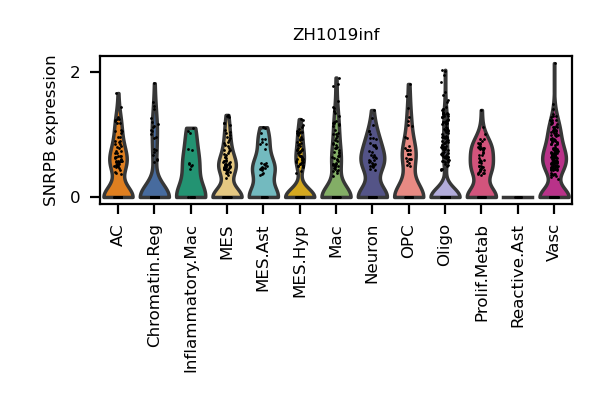 ZH1019inf
SNRPB expression
2
0
AC
Chromatin.Reg
Inflammatory.Mac
MES
MES.Ast
MES.Hyp
Mac
Neuron
OPC
Oligo
Prolif.Metab
Reactive.Ast
Vasc